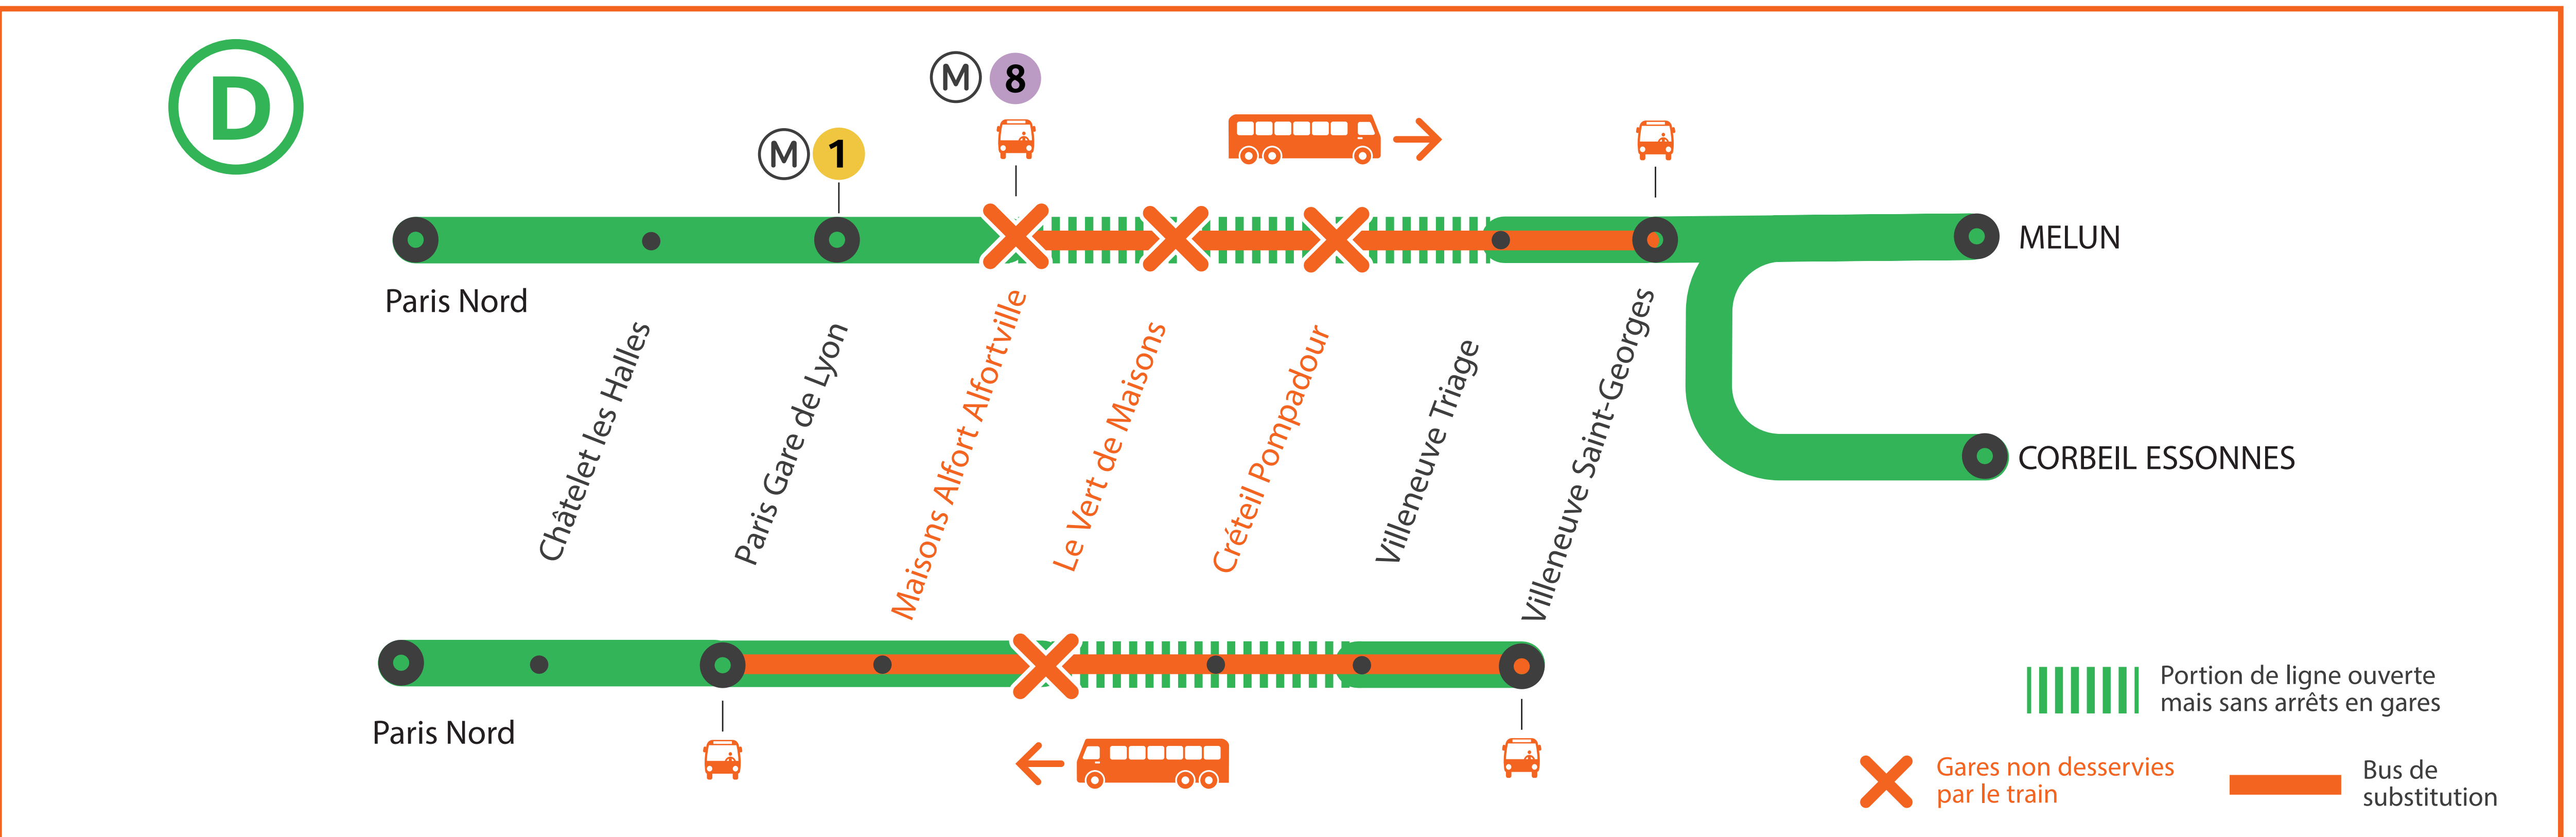 D
M 8
M 1
MELUN
Paris Nord
Châtelet les Halles
Paris Gare de Lyon
Maisons Alfort Alfortville
Le Vert de Maisons
Créteil Pompadour
Villeneuve Triage
Villeneuve Saint-Georges
CORBEIL ESSONNES
Paris Nord
Portion de ligne ouverte
mais sans arrêts en gares
Gares non desservies
par le train
Bus de
substitution